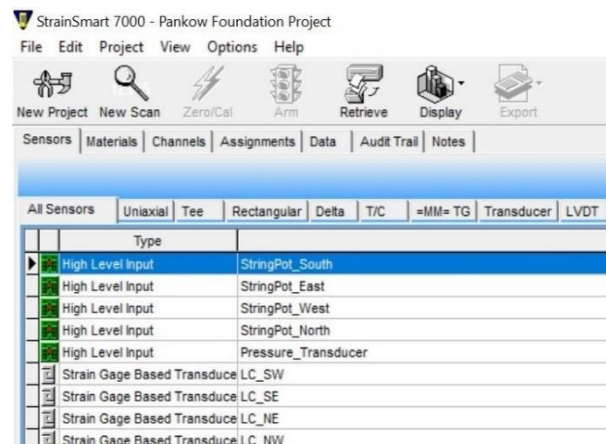 StrainSmart 7000 - Pankow Foundation Project
File Edit Project View Options Help
New Project New Scan Zero/Cal Arm Retrieve Display Export
Sensors Materials Channels Assignments Data Audit Trail Notes
All Sensors Uniaxial Tee Rectangular Delta T/C =MM= TG Transducer LVDT
Type
High Level Input StringPot_South
High Level Input StringPot_East
High Level Input StringPot_West
High Level Input StringPot_North
High Level Input Pressure_Transducer
Strain Gage Based Transduce LC_SW
Strain Gage Based Transduce LC_SE
Strain Gage Based Transduce LC_NE
Strain Gage Based Transduce LC_NW